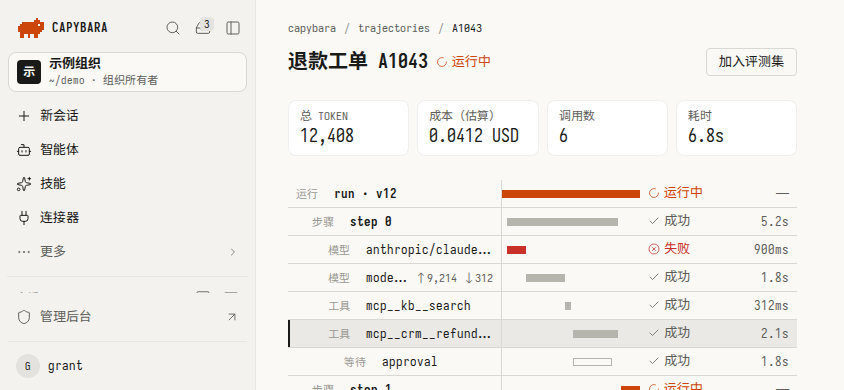 CAPYBARA
3
示
示例组织
~/demo · 组织所有者
新会话
智能体
技能
连接器
更多
管理后台
G
grant
capybara / trajectories / A1043
退款工单 A1043 运行中
加入评测集
总 TOKEN
12,408
成本（估算）
0.0412 USD
调用数
6
耗时
6.8s
运行 run · v12 运行中 —
步骤 step 0 成功 5.2s
模型 anthropic/claude... 失败 900ms
模型 mode... ↑9,214 ↓312 成功 1.8s
工具 mcp__kb__search 成功 312ms
工具 mcp__crm__refund... 成功 2.1s
等待 approval 成功 1.8s
步骤 step 1 运行中 —